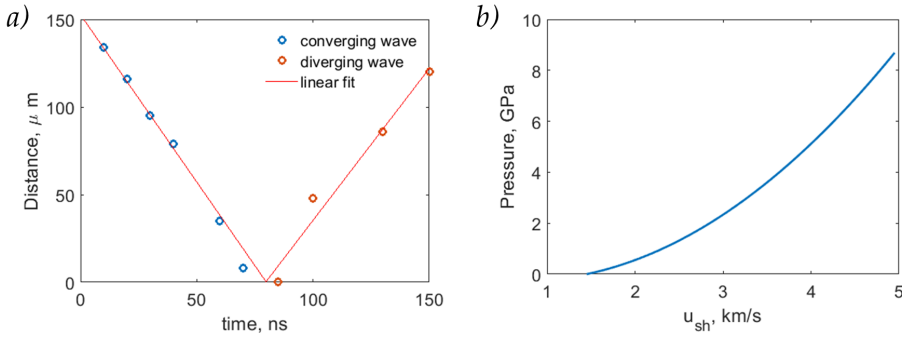 a)
150
100
50
0
Distance, μ m
0
50
100
150
time, ns
converging wave
diverging wave
linear fit
b)
10
8
6
4
2
0
Pressure, GPa
1
2
3
4
5
u_sh, km/s